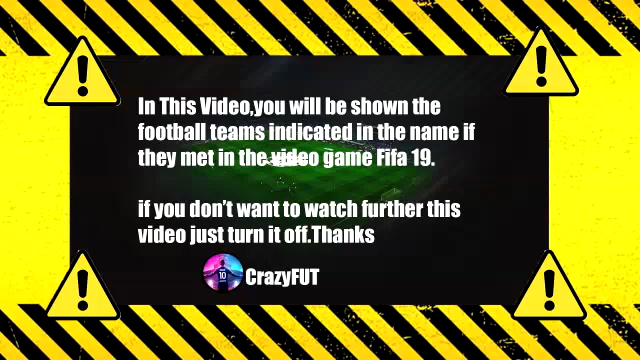 In This Video,you will be shown the
football teams indicated in the name if
they met in the video game Fifa 19.
if you don't want to watch further this
video just turn it off.Thanks
10
CrazyFUT